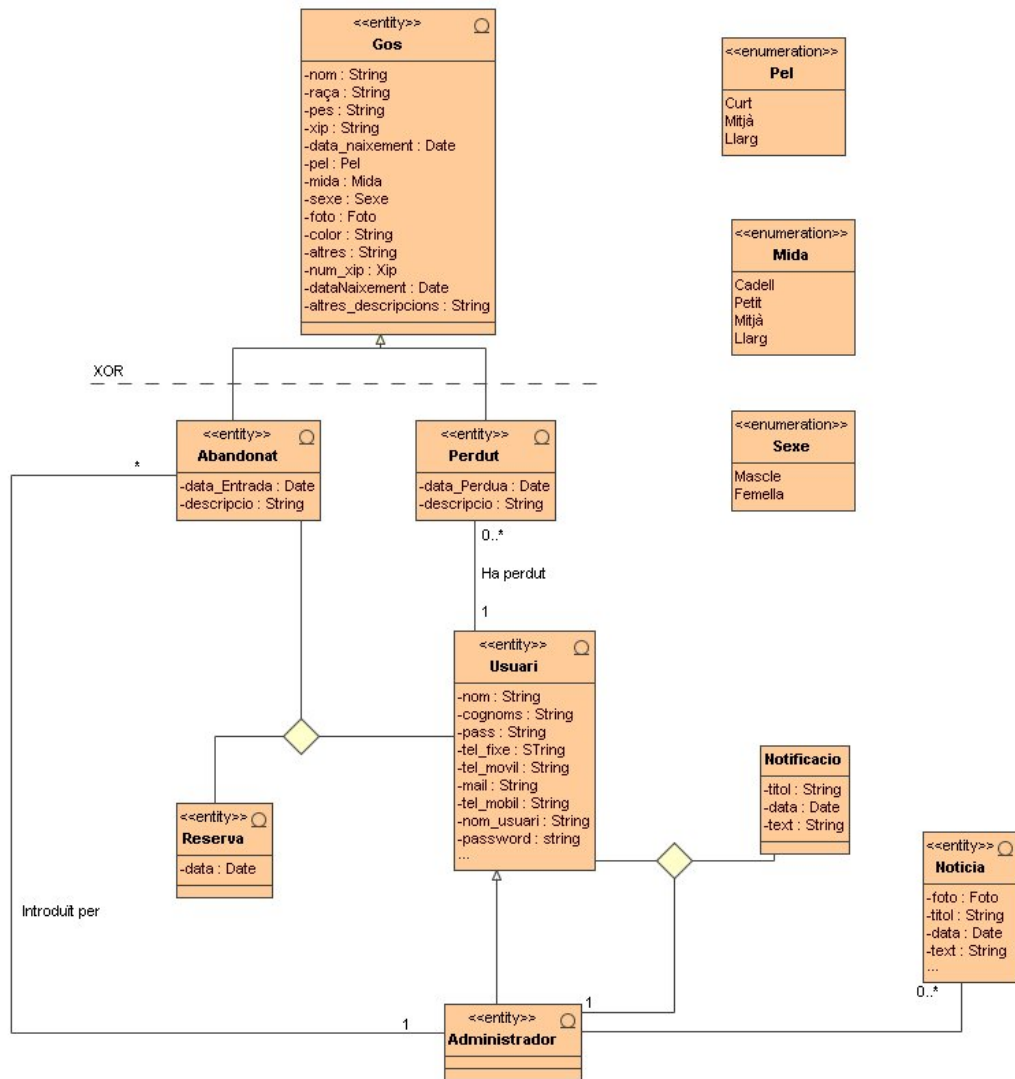 <<entity>>
Gos
-nom : String
-raça : String
-pes : String
-xip : String
-data_naixement : Date
-pel : Pel
-mida : Mida
-sexe : Sexe
-foto : Foto
-color : String
-altres : String
-num_xip : Xip
-dataNaixement : Date
-altres_descripcions : String
<<enumeration>>
Pel
Curt
Mitjà
Llarg
<<enumeration>>
Mida
Cadell
Petit
Mitjà
Llarg
<<enumeration>>
Sexe
Mascle
Femella
XOR
<<entity>>
Abandonat
-data_Entrada : Date
-descripcio : String
<<entity>>
Perdut
-data_Perdua : Date
-descripcio : String
*
0..*
Ha perdut
1
<<entity>>
Usuari
-nom : String
-cognoms : String
-pass : String
-tel_fixe : STring
-tel_movil : String
-mail : String
-tel_mobil : String
-nom_usuari : String
-password : string
...
<<entity>>
Reserva
-data : Date
Notificacio
-titol : String
-data : Date
-text : String
<<entity>>
Noticia
-foto : Foto
-titol : String
-data : Date
-text : String
...
Introduït per
0..*
1
1
<<entity>>
Administrador